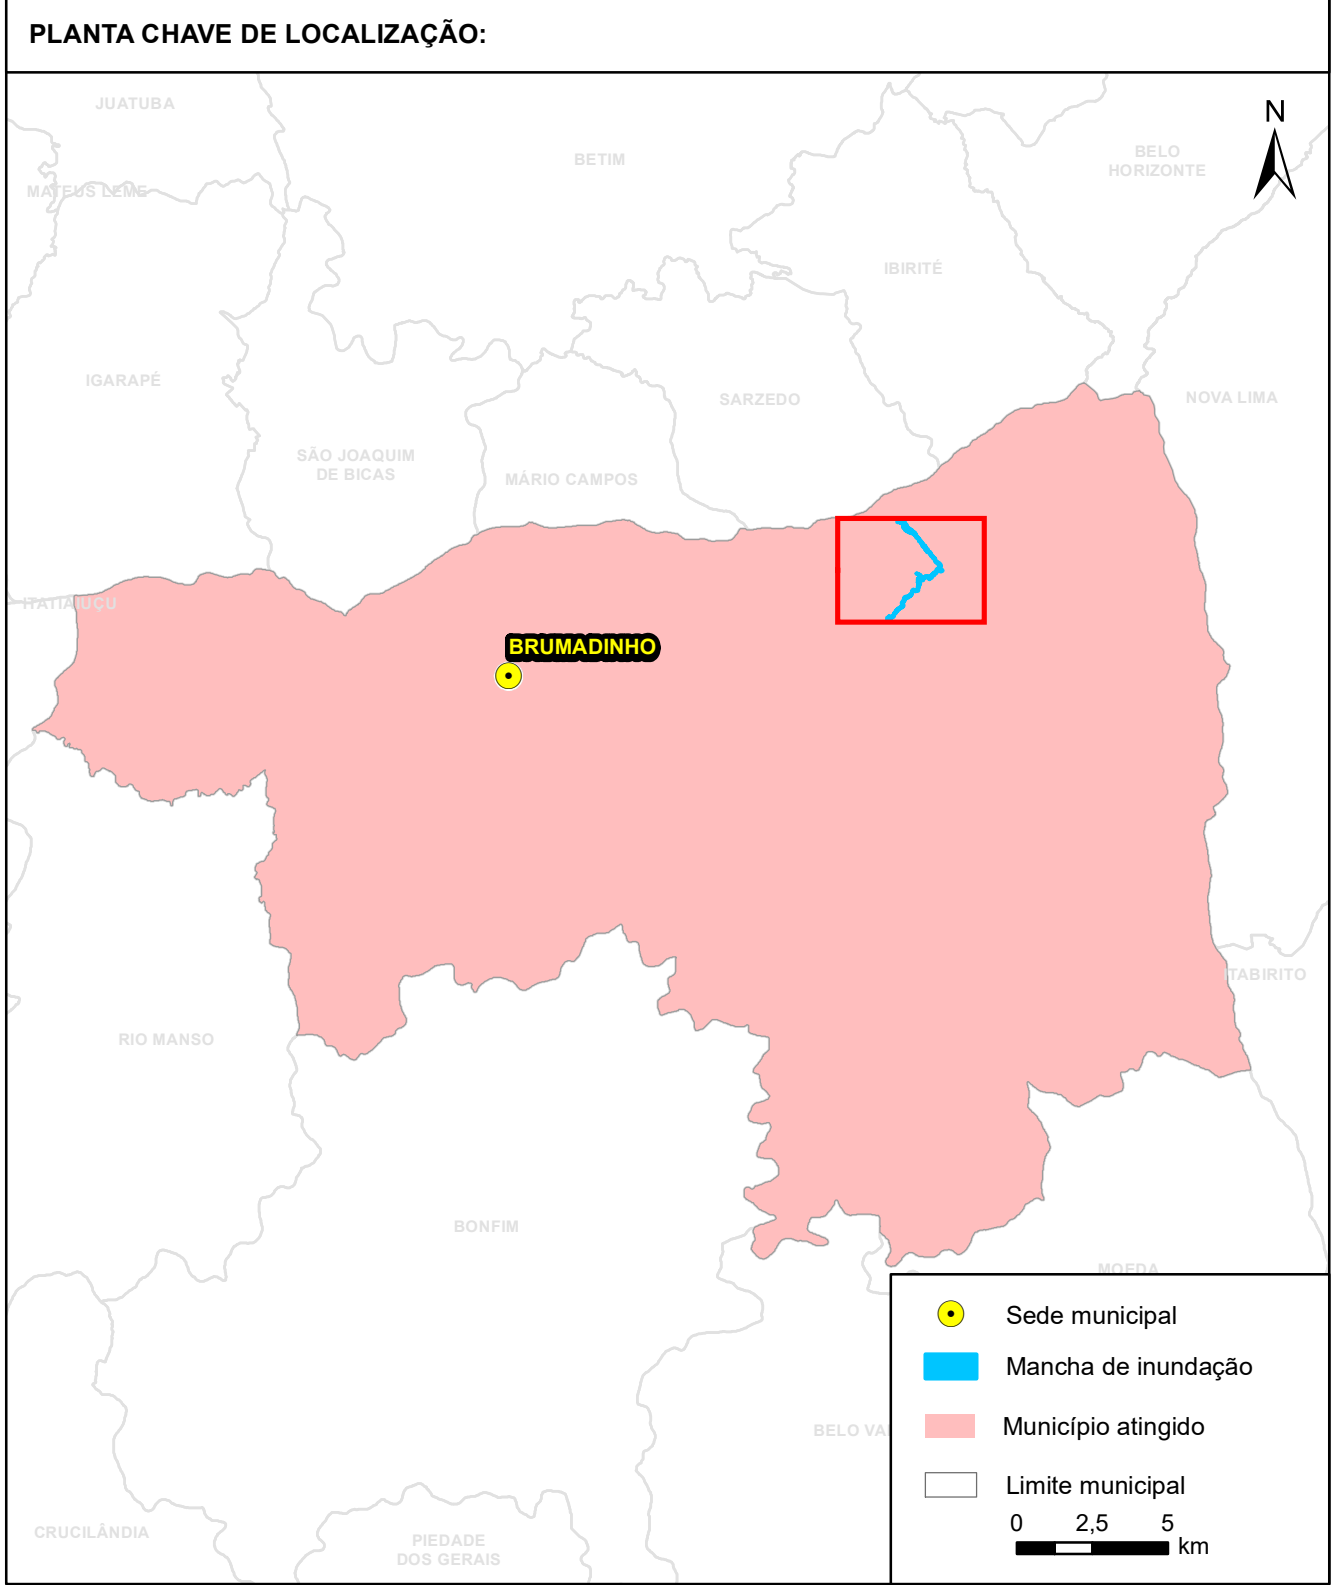 PLANTA CHAVE DE LOCALIZAÇÃO:
JUATUBA
N
BETIM
BELO
HORIZONTE
MATEUS LEME
IBIRITÉ
IGARAPÉ
SARZEDO
NOVA LIMA
SÃO JOAQUIM
DE BICAS
MÁRIO CAMPOS
ITATIAIUÇU
BRUMADINHO
ITABIRITO
RIO MANSO
BONFIM
MOEDA
BELO VA
CRUCILÂNDIA
PIEDADE
DOS GERAIS
Sede municipal
Mancha de inundação
Município atingido
Limite municipal
0 2,5 5
km